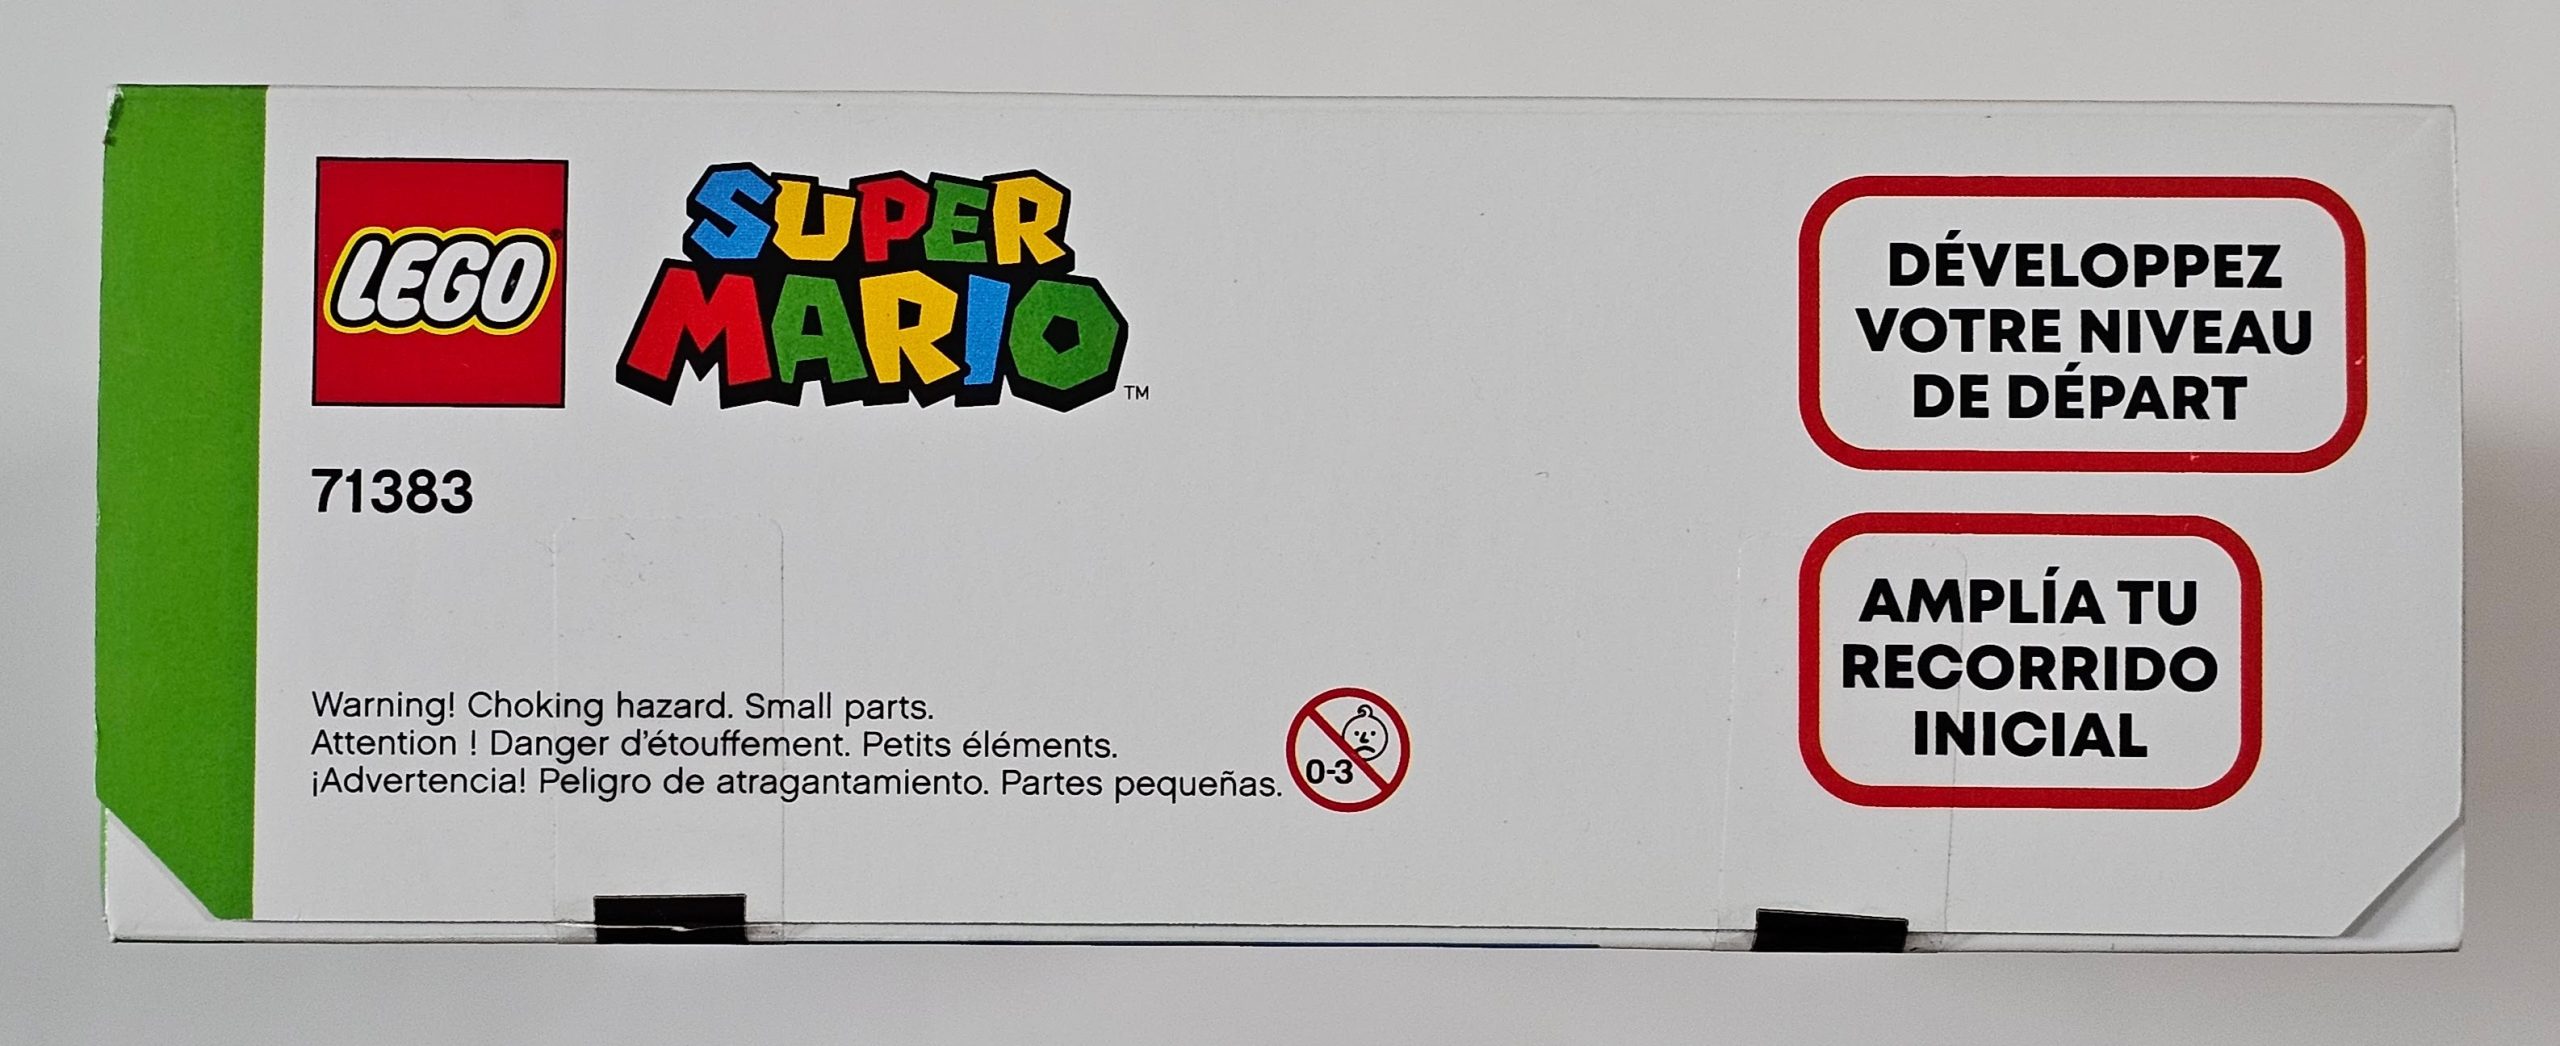 LEGO
SUPER
MARIO
TM
71383
Warning! Choking hazard. Small parts.
Attention ! Danger d'étouffement. Petits éléments.
¡Advertencia! Peligro de atragantamiento. Partes pequeñas.
0-3
DÉVELOPPEZ
VOTRE NIVEAU
DE DÉPART
AMPLÍA TU
RECORRIDO
INICIAL